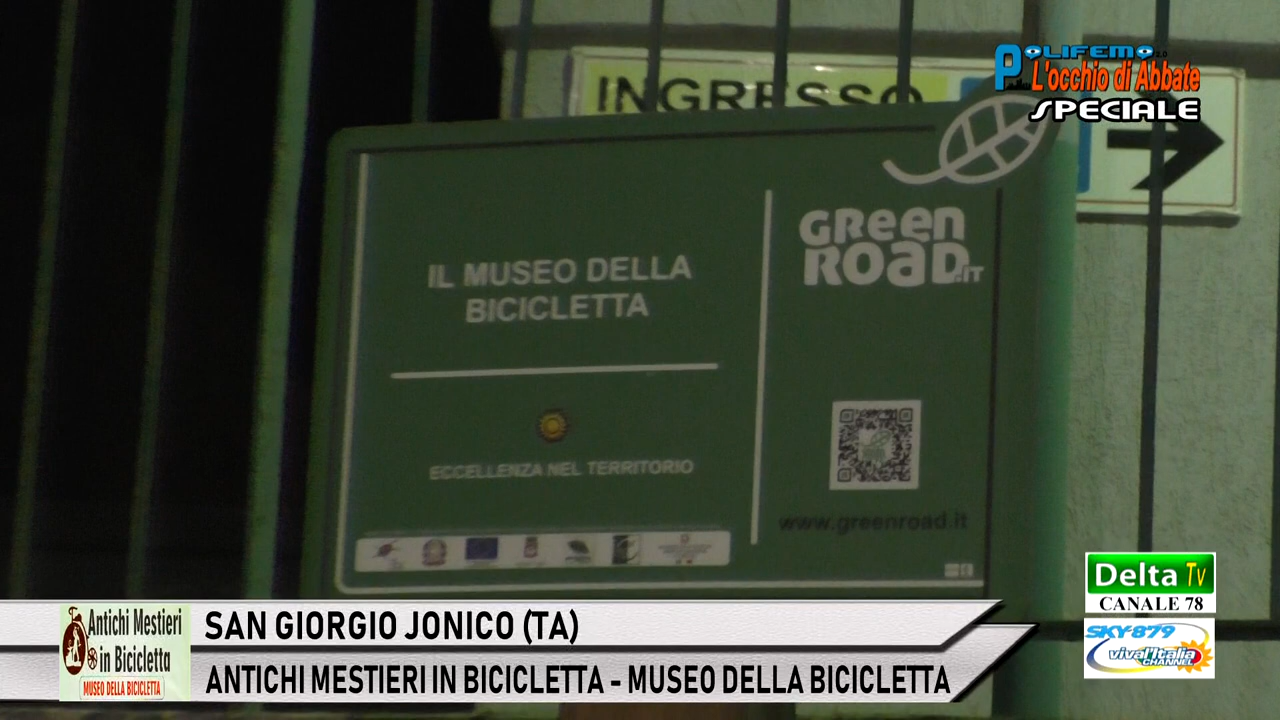 POLIFEMO 2.0
L'occhio di Abbate
SPECIALE
INGRESSO
IL MUSEO DELLA
BICICLETTA
ECCELLENZA NEL TERRITORIO
GReen
ROaD.IT
www.greenroad.it
Delta Tv
CANALE 78
SKY-879
viva l'Italia
CHANNEL
Antichi Mestieri
in Bicicletta
MUSEO DELLA BICICLETTA
SAN GIORGIO JONICO (TA)
ANTICHI MESTIERI IN BICICLETTA – MUSEO DELLA BICICLETTA